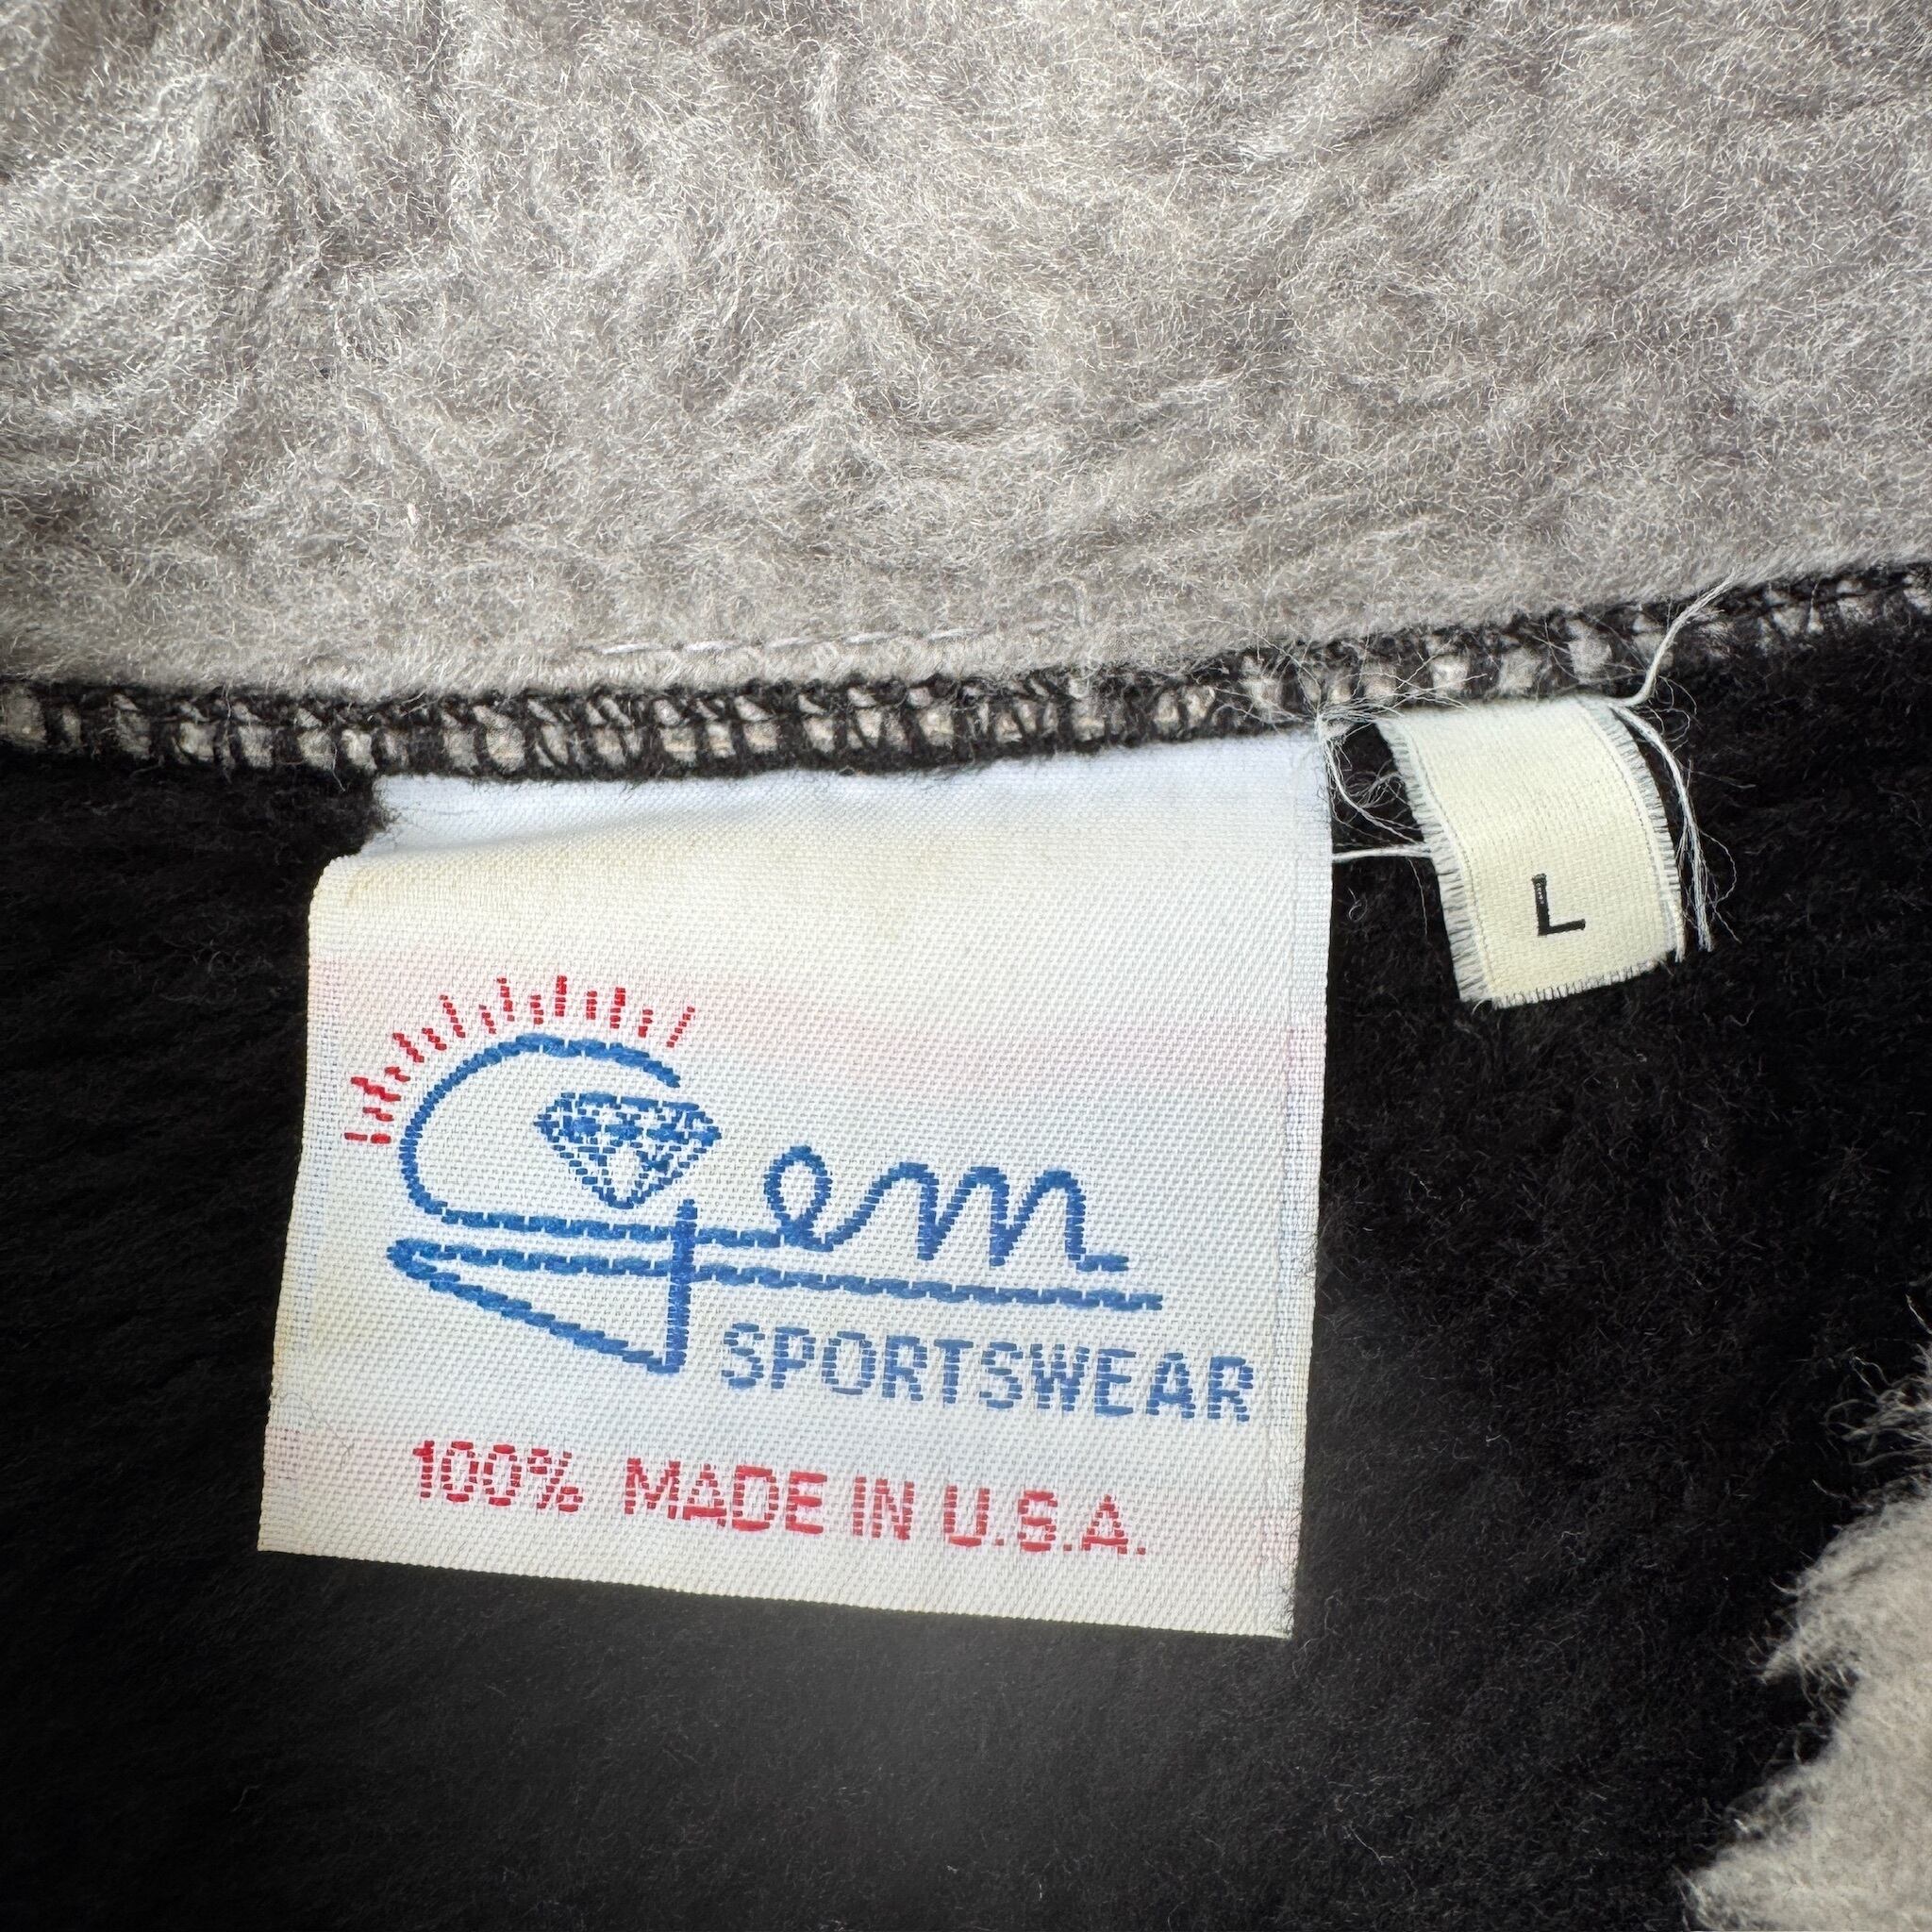 L
Gem
SPORTSWEAR
100% MADE IN U.S.A.